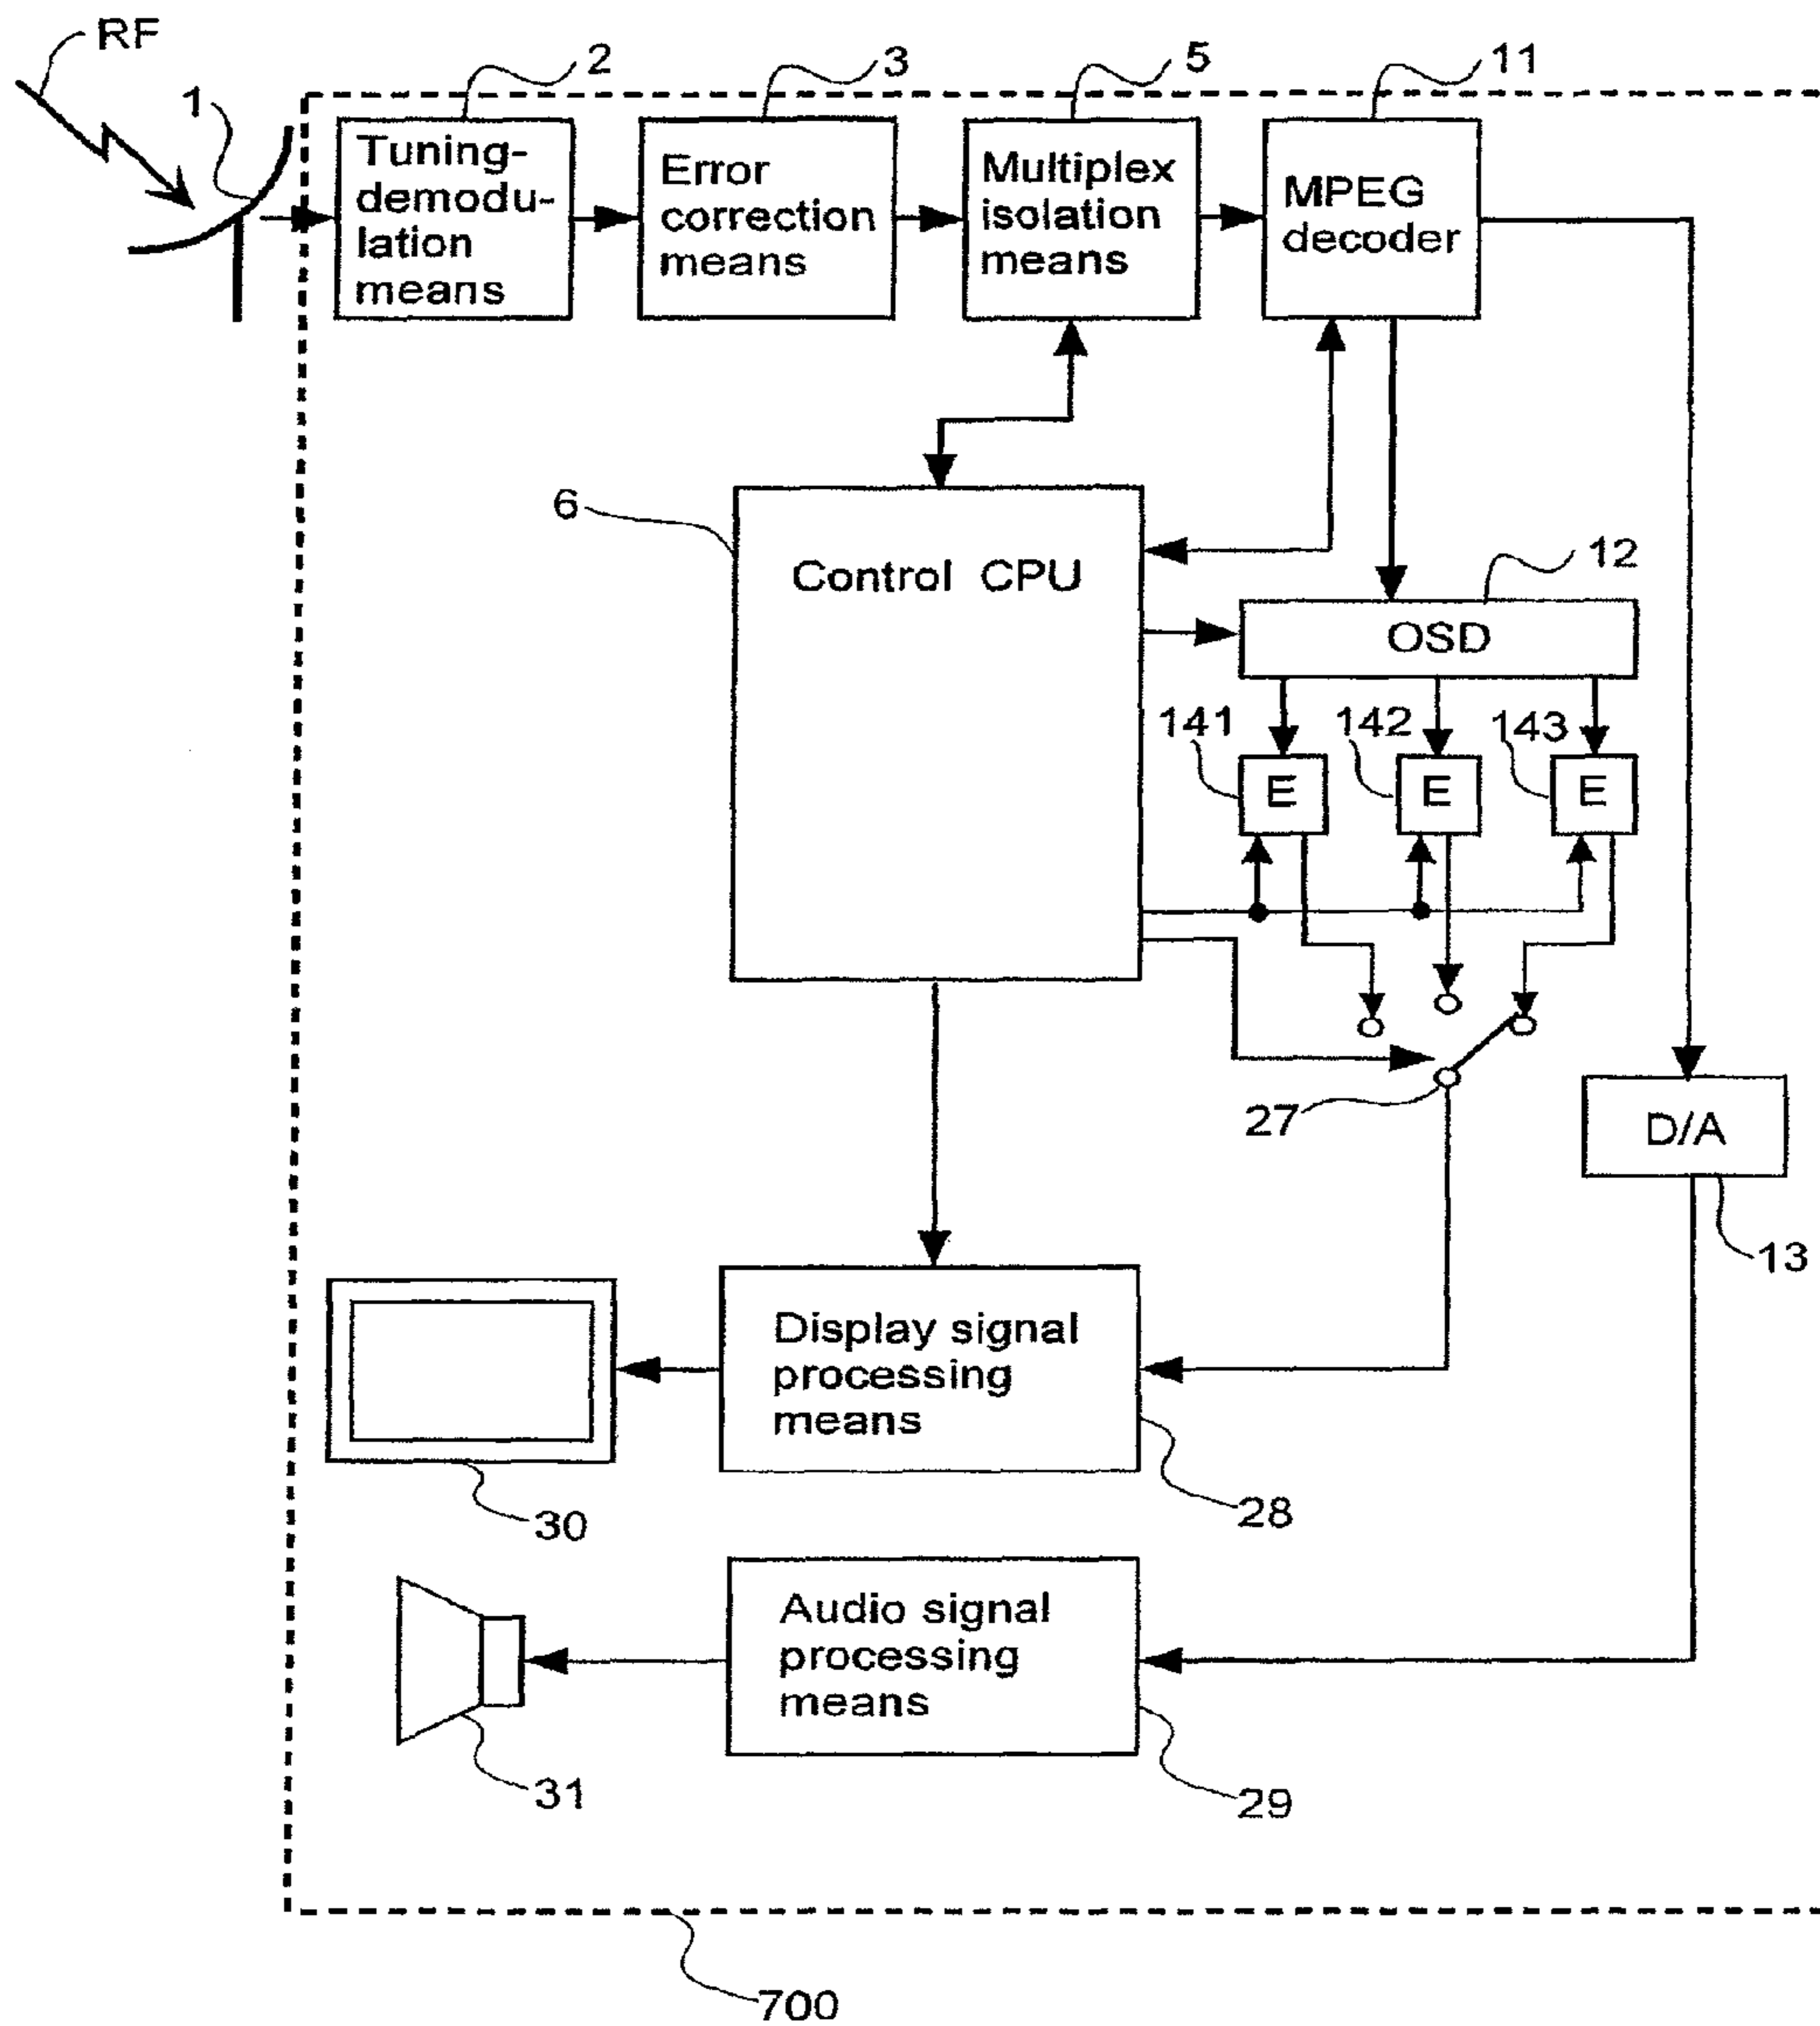 RF
1
2
3
5
11
Tuning-
demodu-
lation
means
Error
correction
means
Multiplex
isolation
means
MPEG
decoder
6
Control CPU
12
OSD
141
142
143
E
E
E
27
D/A
13
Display signal
processing
means
30
28
Audio signal
processing
means
31
29
700